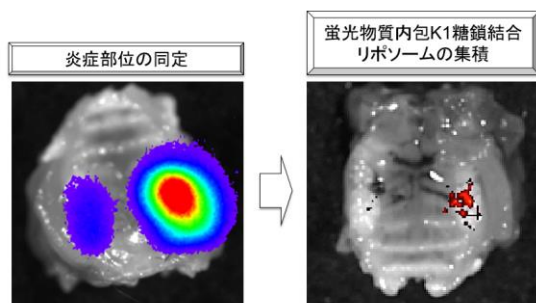 炎症部位の同定
蛍光物質内包K1糖鎖結合
リポソームの集積